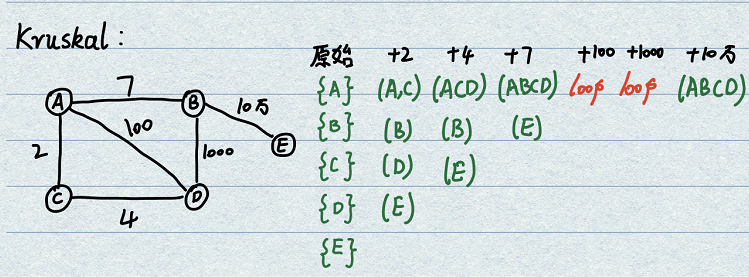 Kruskal :
原始 +2 +4 +7 +100 +1000 +10万
{A} (A,C) (ACD) (ABCD) loop loop (ABCD)
{B} (B) (B) (E)
{C} (D) (E)
{D} (E)
{E}
A 7 B 10万
100
2 1000 E
C 4 D